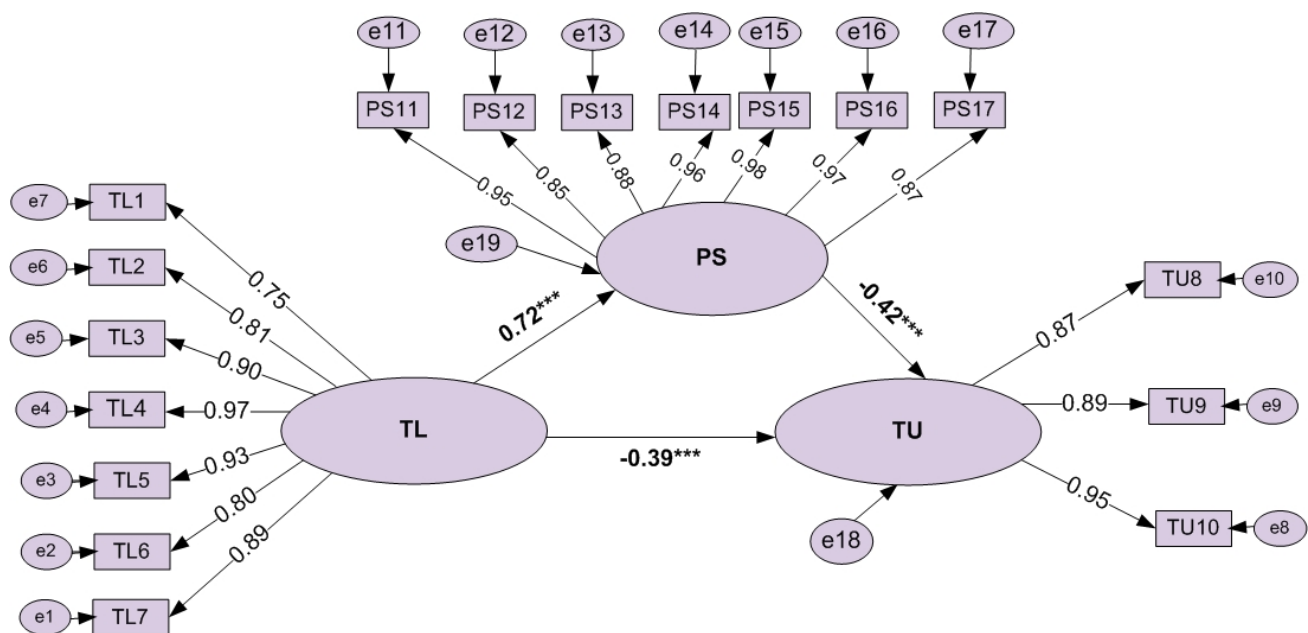 e11 e12 e13 e14 e15 e16 e17
PS11 PS12 PS13 PS14 PS15 PS16 PS17
0.95 0.85 0.88 0.96 0.98 0.97 0.87
e19
PS
e7 TL1
e6 TL2
e5 TL3
e4 TL4
e3 TL5
e2 TL6
e1 TL7
0.75
0.81
0.90
0.97
0.93
0.80
0.89
TL
0.72***
-0.42***
-0.39***
TU
e18
0.87
0.89
0.95
TU8 e10
TU9 e9
TU10 e8